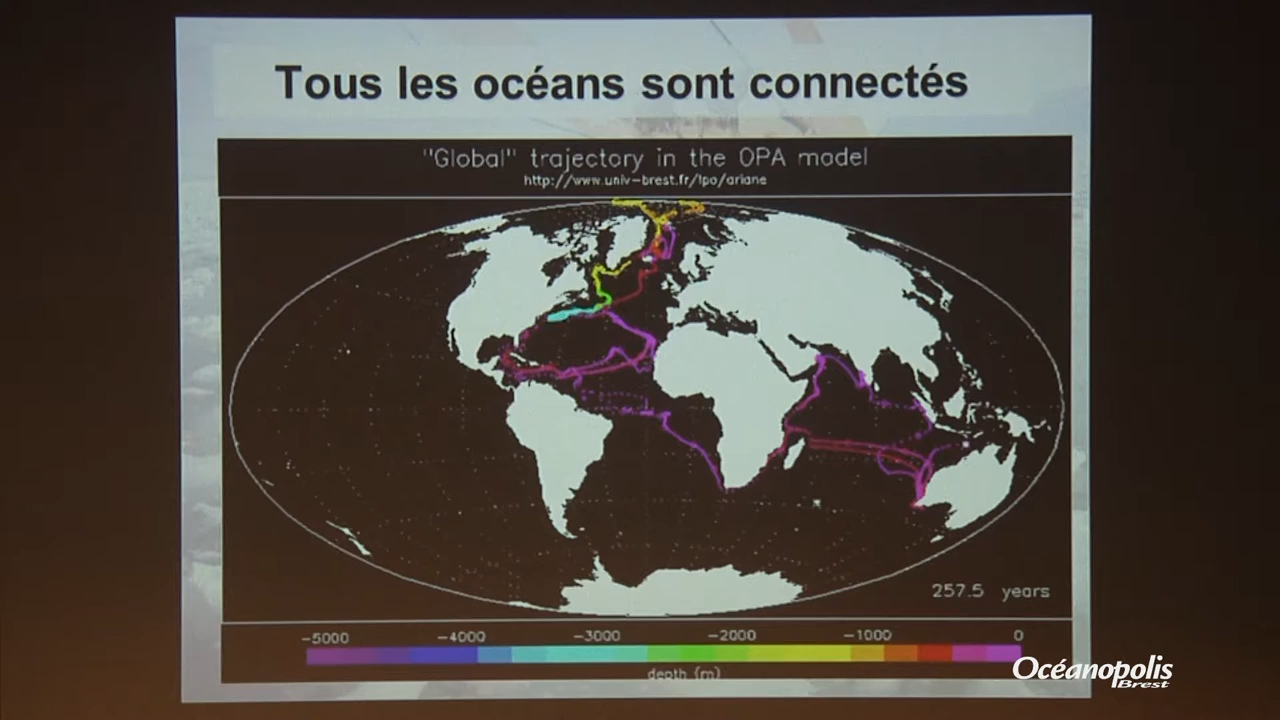 Tous les océans sont connectés
"Global" trajectory in the OPA model
http://www.univ-brest.fr/lpo/ariane
257.5 years
-5000 -4000 -3000 -2000 -1000 0
depth (m)
Océanopolis
Brest